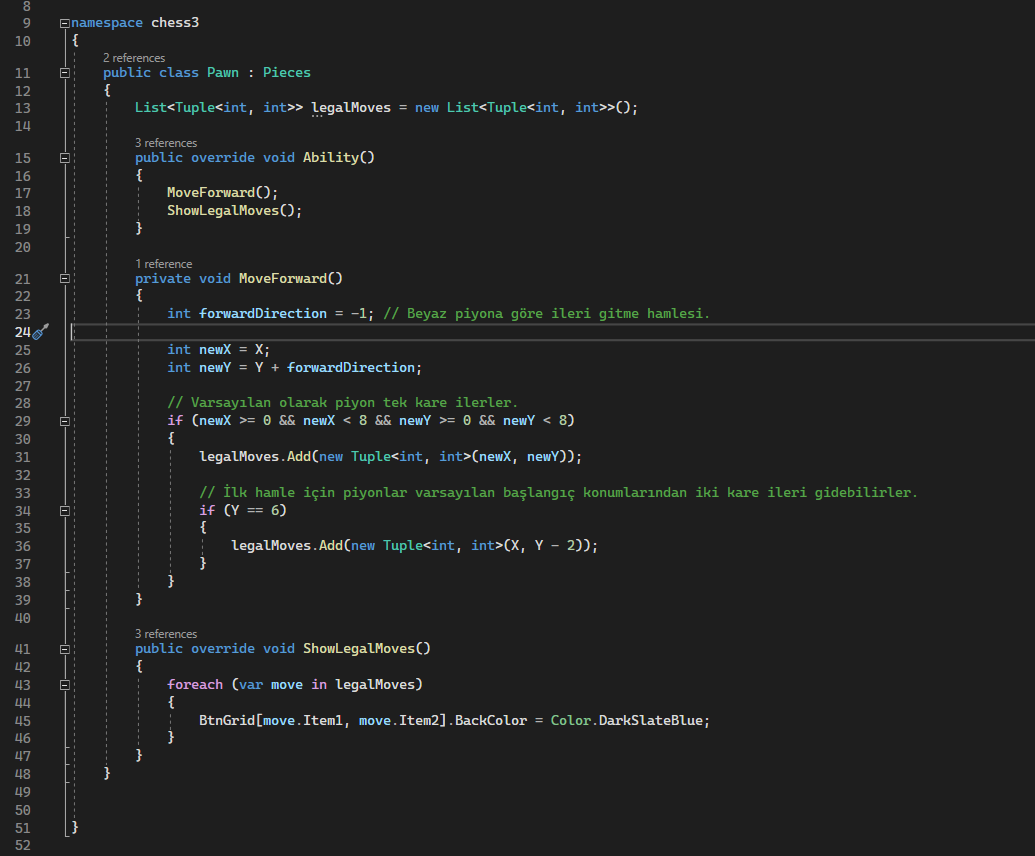 8
9 namespace chess3
10 {
2 references
11 public class Pawn : Pieces
12 {
13 List<Tuple<int, int>> legalMoves = new List<Tuple<int, int>>();
14
3 references
15 public override void Ability()
16 {
17 MoveForward();
18 ShowLegalMoves();
19 }
20
1 reference
21 private void MoveForward()
22 {
23 int forwardDirection = -1; // Beyaz piyona göre ileri gitme hamlesi.
24
25 int newX = X;
26 int newY = Y + forwardDirection;
27
28 // Varsayılan olarak piyon tek kare ilerler.
29 if (newX >= 0 && newX < 8 && newY >= 0 && newY < 8)
30 {
31 legalMoves.Add(new Tuple<int, int>(newX, newY));
32
33 // İlk hamle için piyonlar varsayılan başlangıç konumlarından iki kare ileri gidebilirler.
34 if (Y == 6)
35 {
36 legalMoves.Add(new Tuple<int, int>(X, Y - 2));
37 }
38 }
39 }
40
3 references
41 public override void ShowLegalMoves()
42 {
43 foreach (var move in legalMoves)
44 {
45 BtnGrid[move.Item1, move.Item2].BackColor = Color.DarkSlateBlue;
46 }
47 }
48 }
49
50
51 }
52